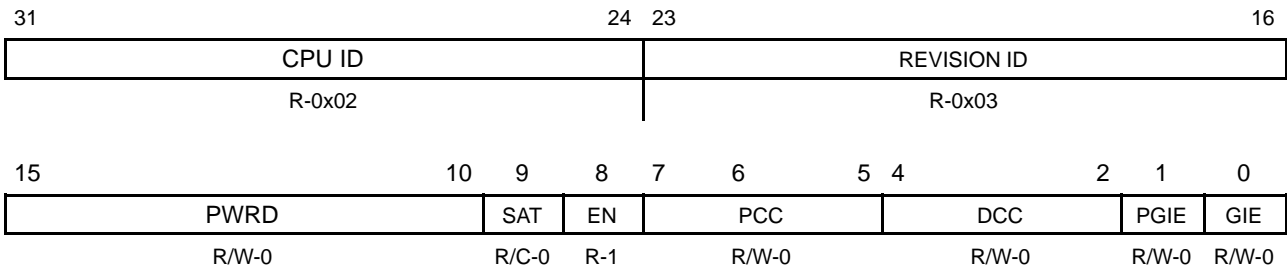 31 24 23 16
CPU ID REVISION ID
R-0x02 R-0x03
15 10 9 8 7 6 5 4 2 1 0
PWRD SAT EN PCC DCC PGIE GIE
R/W-0 R/C-0 R-1 R/W-0 R/W-0 R/W-0 R/W-0